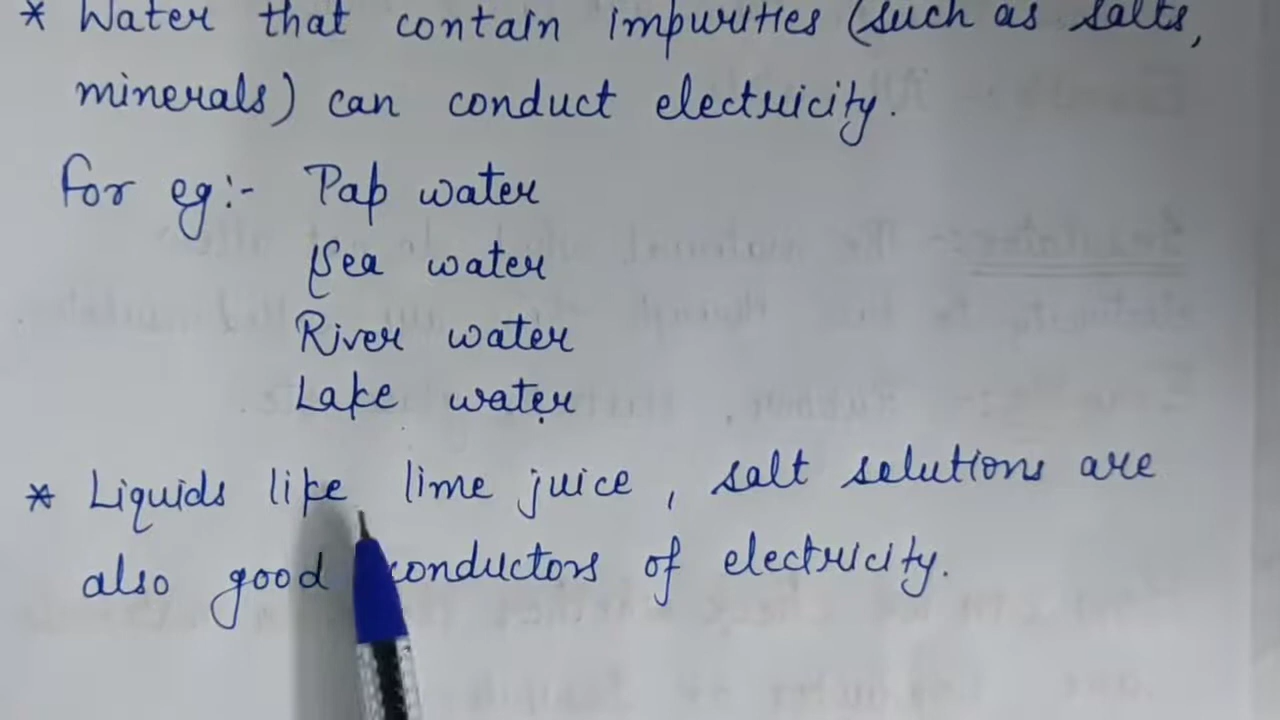 * Water that contain impurities (such as salts,
minerals) can conduct electricity.
For eg:- Tap water
Sea water
River water
Lake water
* Liquids like lime juice, salt solutions are
also good conductors of electricity.